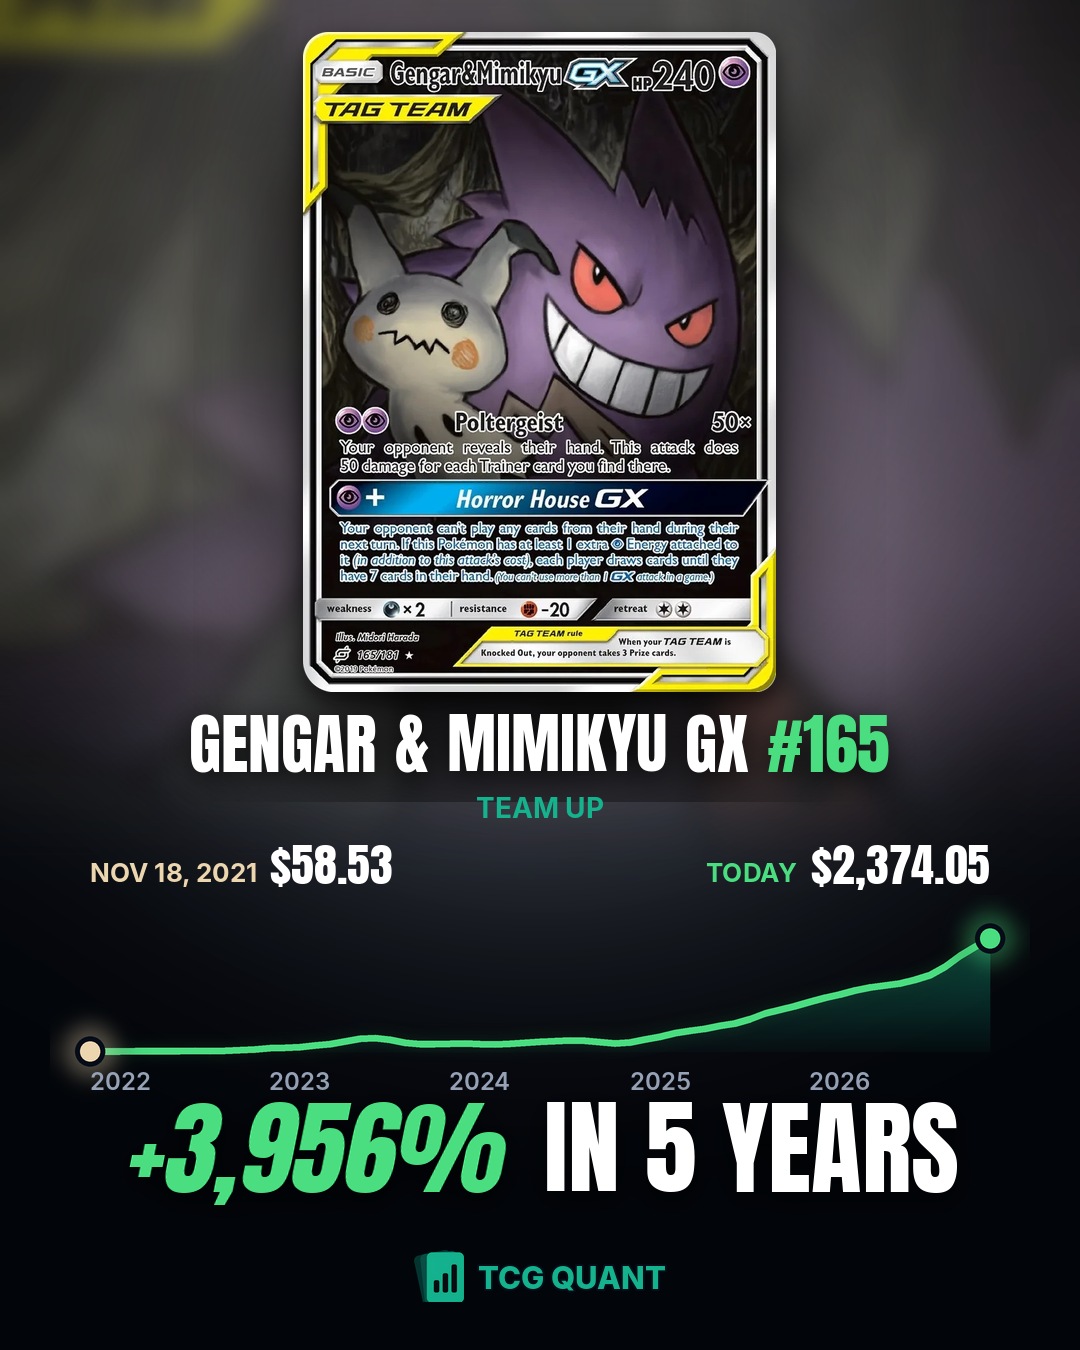 BASIC Gengar&Mimikyu GX HP 240
TAG TEAM
Poltergeist 50×
Your opponent reveals their hand. This attack does
50 damage for each Trainer card you find there.
+ Horror House GX
Your opponent can't play any cards from their hand during their
next turn. If this Pokémon has at least 1 extra Energy attached to
it (in addition to this attack's cost), each player draws cards until they
have 7 cards in their hand. (You can't use more than 1 GX attack in a game.)
weakness ×2 resistance -20 retreat
Illus. Midori Harada
165/181 ★
©2019 Pokémon
TAG TEAM rule
When your TAG TEAM is
Knocked Out, your opponent takes 3 Prize cards.
GENGAR & MIMIKYU GX #165
TEAM UP
NOV 18, 2021 $58.53
TODAY $2,374.05
2022 2023 2024 2025 2026
+3,956% IN 5 YEARS
TCG QUANT